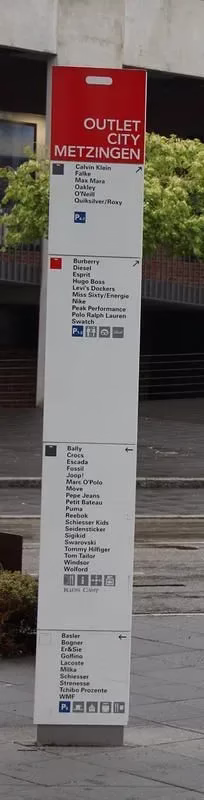 OUTLET
CITY
METZINGEN
Calvin Klein
Falke
Max Mara
Oakley
O'Neill
Quiksilver/Roxy
Burberry
Diesel
Esprit
Hugo Boss
Levi's Dockers
Miss Sixty/Energie
Nike
Peak Performance
Polo Ralph Lauren
Swatch
Bally
Crocs
Escada
Fossil
Joop!
Marc O'Polo
Move
Pepe Jeans
Petit Bateau
Puma
Reebok
Schiesser Kids
Seidensticker
Sigikid
Swarovski
Tommy Hilfiger
Tom Tailor
Windsor
Wolford
Kids Camp
Basler
Bogner
Er&Sie
Golfino
Lacoste
Milka
Schiesser
Strenesse
Tchibo Prozente
WMF